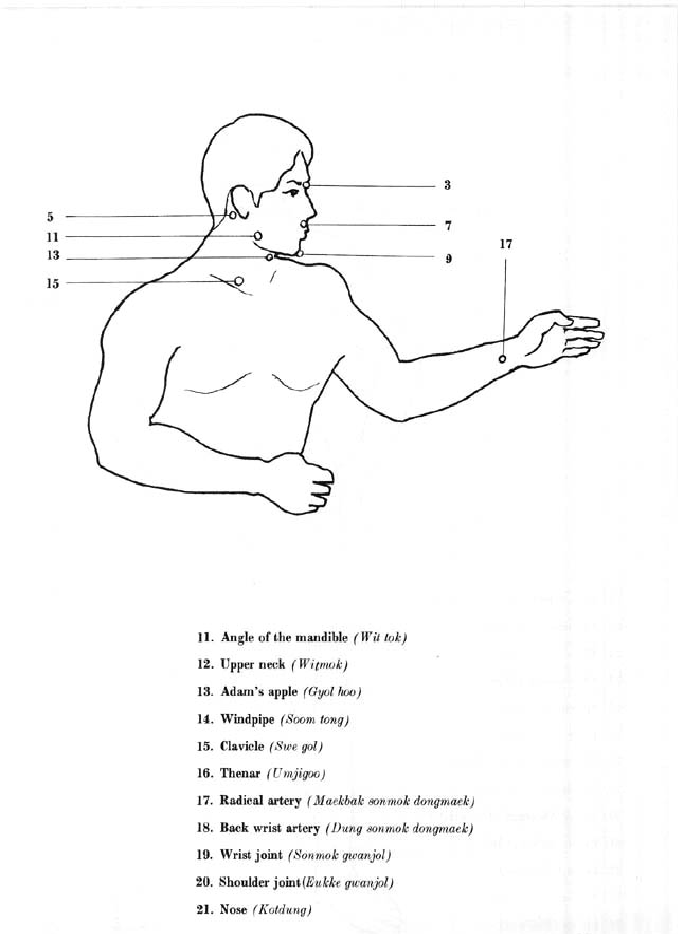 3
5
7
11
17
13
9
15
11. Angle of the mandible (Wit tok)
12. Upper neck (Witmok)
13. Adam's apple (Gyol hoo)
14. Windpipe (Soom tong)
15. Clavicle (Swe gol)
16. Thenar (Umjigoo)
17. Radical artery (Maekbak sonmok dongmaek)
18. Back wrist artery (Dung sonmok dongmaek)
19. Wrist joint (Sonmok gwanjol)
20. Shoulder joint (Eukke gwanjol)
21. Nose (Kotdung)